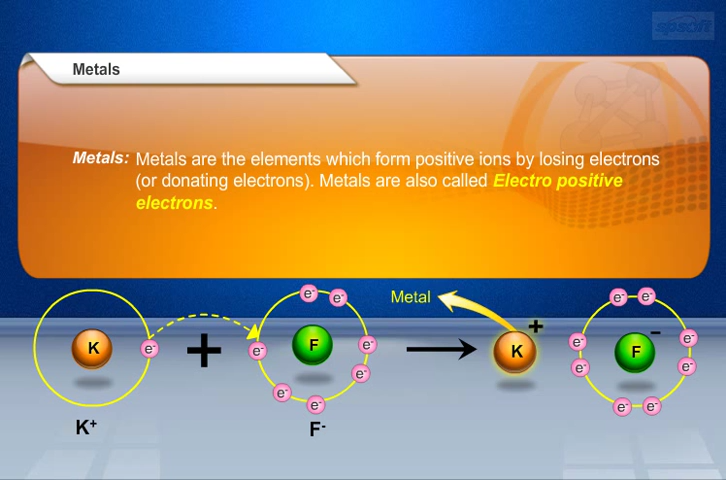 spsoft
Metals
Metals: Metals are the elements which form positive ions by losing electrons
(or donating electrons). Metals are also called Electro positive
electrons.
Metal
e⁻ e⁻ e⁻ e⁻
+
K e⁻ + e⁻ F e⁻ K e⁻ F⁻ e⁻
e⁻ e⁻ e⁻
e⁻ e⁻ e⁻ e⁻
K⁺ F⁻